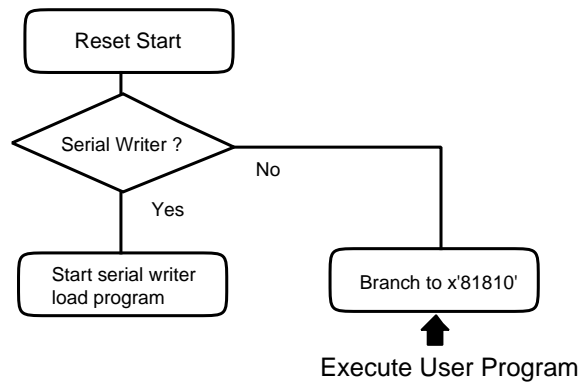 Reset Start
Serial Writer ?
No
Yes
Start serial writer
load program
Branch to x'81810'
Execute User Program